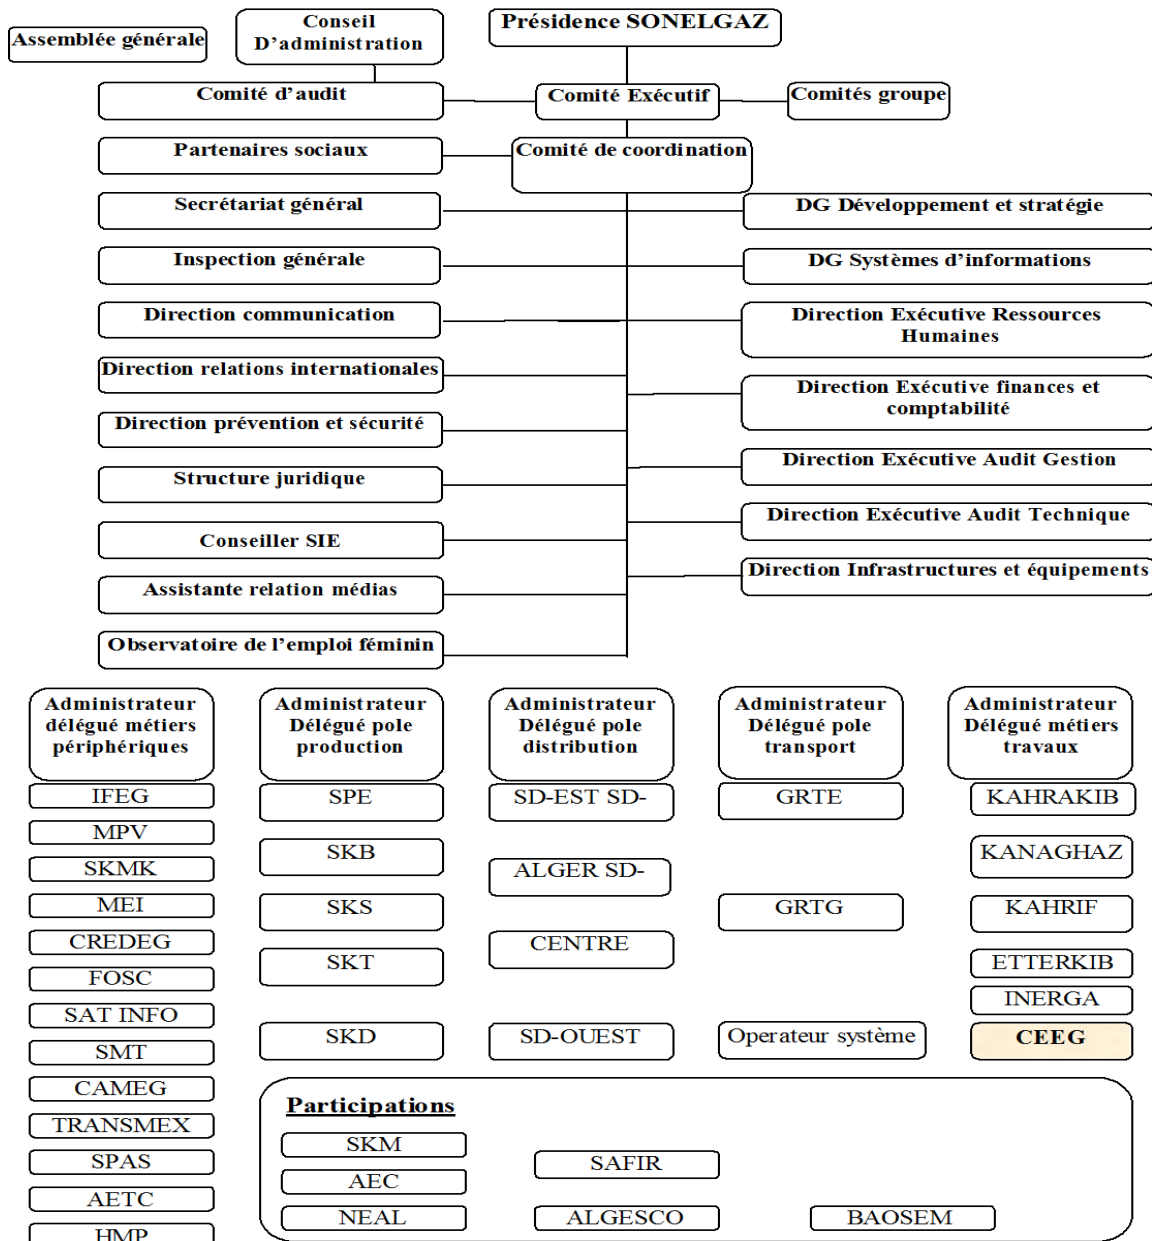 Assemblée générale
Conseil
D'administration
Présidence SONELGAZ
Comité d'audit
Comité Exécutif
Comités groupe
Partenaires sociaux
Comité de coordination
Secrétariat général
DG Développement et stratégie
Inspection générale
DG Systèmes d'informations
Direction communication
Direction Exécutive Ressources
Humaines
Direction relations internationales
Direction Exécutive finances et
comptabilité
Direction prévention et sécurité
Direction Exécutive Audit Gestion
Structure juridique
Direction Exécutive Audit Technique
Conseiller SIE
Direction Infrastructures et équipements
Assistante relation médias
Observatoire de l'emploi féminin
Administrateur
délégué métiers
périphériques
IFEG
MPV
SKMK
MEI
CREDEG
FOSC
SAT INFO
SMT
CAMEG
TRANSMEX
SPAS
AETC
HMP
Administrateur
Délégué pole
production
SPE
SKB
SKS
SKT
SKD
Administrateur
Délégué pole
distribution
SD-EST SD-
ALGER SD-
CENTRE
SD-OUEST
Administrateur
Délégué pole
transport
GRTE
GRTG
Operateur système
Administrateur
Délégué métiers
travaux
KAHRAKIB
KANAGHAZ
KAHRIF
ETTERKIB
INERGA
CEEG
Participations
SKM
AEC
NEAL
SAFIR
ALGESCO
BAOSEM